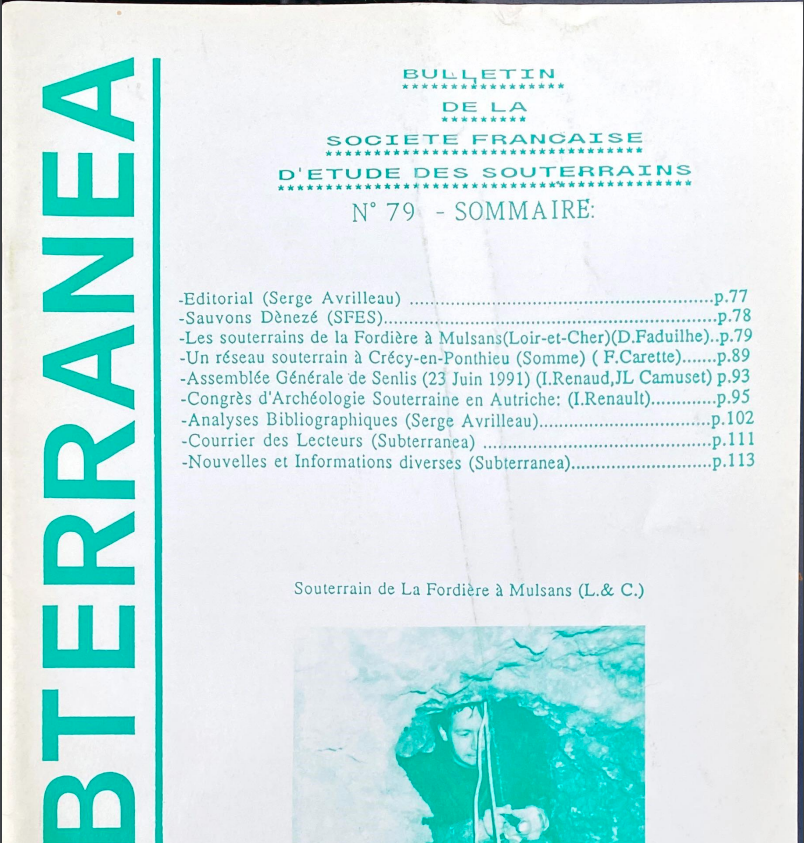 BTERRANEA
BULLETIN
*****************
DE LA
*********
SOCIETE FRANCAISE
**********************************
D'ETUDE DES SOUTERRAINS
********************************************
N° 79 - SOMMAIRE:
-Editorial (Serge Avrilleau) .......................................................p.77
-Sauvons Dènezé (SFES)............................................................p.78
-Les souterrains de la Fordière à Mulsans(Loir-et-Cher)(D.Faduilhe)..p.79
-Un réseau souterrain à Crécy-en-Ponthieu (Somme) ( F.Carette).......p.89
-Assemblée Générale de Senlis (23 Juin 1991) (I.Renaud,JL Camuset) p.93
-Congrès d'Archéologie Souterraine en Autriche: (I.Renault).............p.95
-Analyses Bibliographiques (Serge Avrilleau)...............................p.102
-Courrier des Lecteurs (Subterranea) .........................................p.111
-Nouvelles et Informations diverses (Subterranea)..........................p.113
Souterrain de La Fordière à Mulsans (L.& C.)